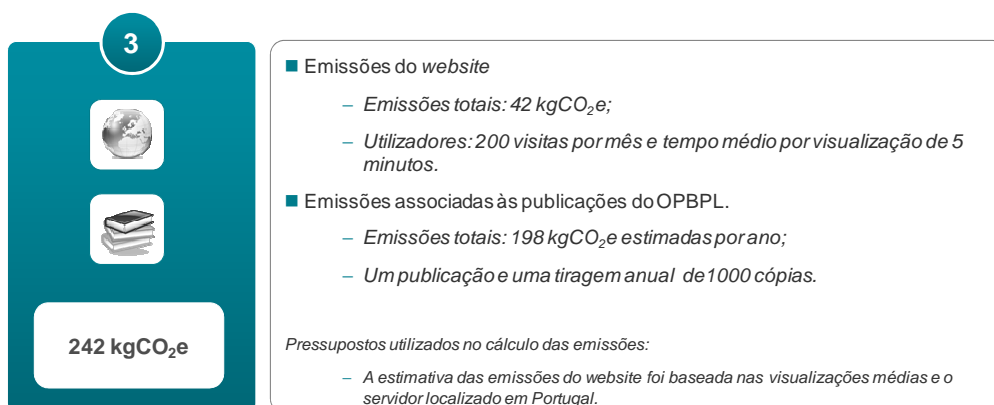 3
242 kgCO₂e
■ Emissões do website
– Emissões totais: 42 kgCO₂e;
– Utilizadores: 200 visitas por mês e tempo médio por visualização de 5
minutos.
■ Emissões associadas às publicações do OPBPL.
– Emissões totais: 198 kgCO₂e estimadas por ano;
– Um publicação e uma tiragem anual de 1000 cópias.
Pressupostos utilizados no cálculo das emissões:
– A estimativa das emissões do website foi baseada nas visualizações médias e o
servidor localizado em Portugal.